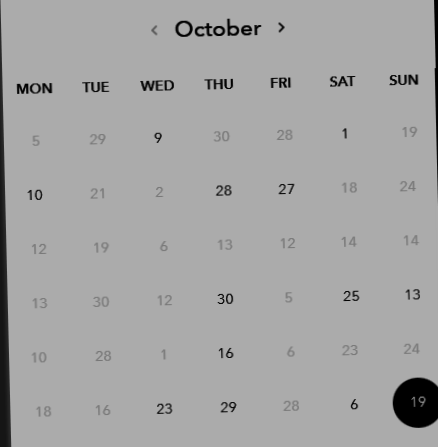 ‹ October ›
MON TUE WED THU FRI SAT SUN
5 29 9 30 28 1 19
10 21 2 28 27 18 24
12 19 6 13 12 14 14
13 30 12 30 5 25 13
10 28 1 16 6 23 24
18 16 23 29 28 6 19